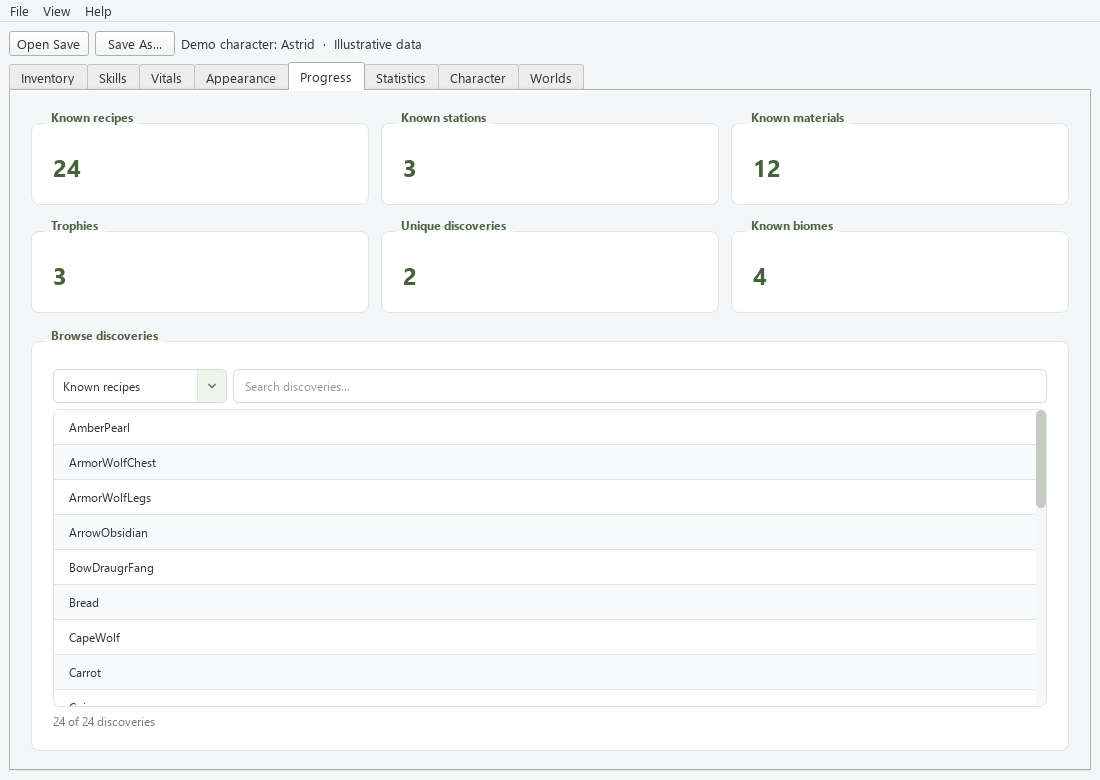 File View Help
Open Save Save As... Demo character: Astrid · Illustrative data
Inventory Skills Vitals Appearance Progress Statistics Character Worlds
Known recipes Known stations Known materials
24 3 12
Trophies Unique discoveries Known biomes
3 2 4
Browse discoveries
Known recipes Search discoveries...
AmberPearl
ArmorWolfChest
ArmorWolfLegs
ArrowObsidian
BowDraugrFang
Bread
CapeWolf
Carrot
24 of 24 discoveries